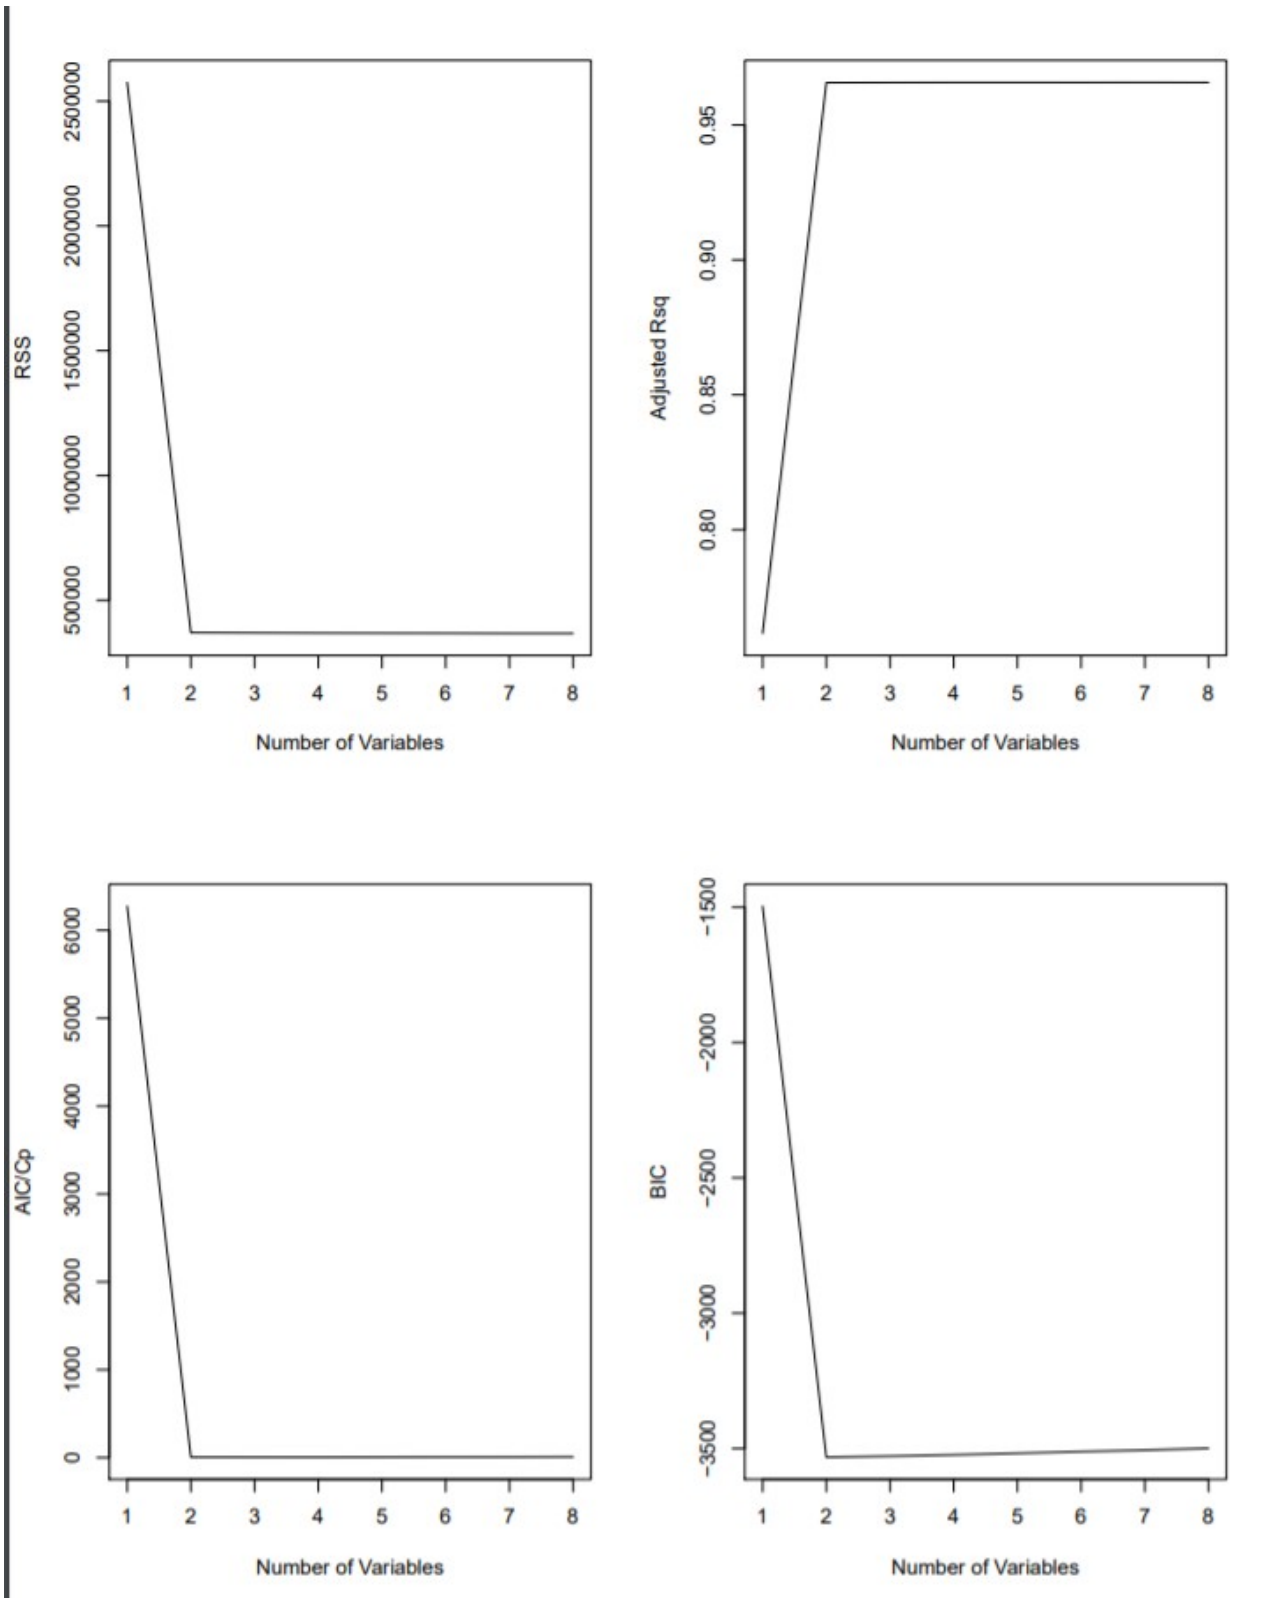 RSS
2500000
2000000
1500000
1000000
500000
1 2 3 4 5 6 7 8
Number of Variables
Adjusted Rsq
0.95
0.90
0.85
0.80
1 2 3 4 5 6 7 8
Number of Variables
AIC/Cp
6000
5000
4000
3000
2000
1000
0
1 2 3 4 5 6 7 8
Number of Variables
BIC
−1500
−2000
−2500
−3000
−3500
1 2 3 4 5 6 7 8
Number of Variables